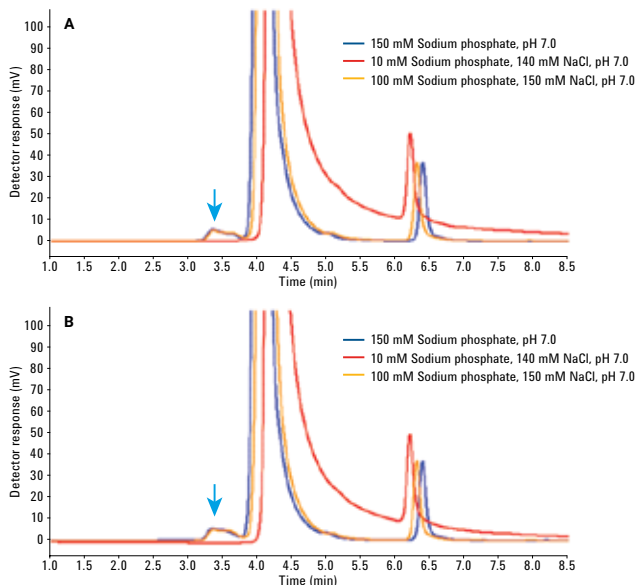 A
Detector response (mV)
100
90
80
70
60
50
40
30
20
10
0
150 mM Sodium phosphate, pH 7.0
10 mM Sodium phosphate, 140 mM NaCl, pH 7.0
100 mM Sodium phosphate, 150 mM NaCl, pH 7.0
1.0 1.5 2.0 2.5 3.0 3.5 4.0 4.5 5.0 5.5 6.0 6.5 7.0 7.5 8.0 8.5
Time (min)
B
Detector response (mV)
100
90
80
70
60
50
40
30
20
10
0
150 mM Sodium phosphate, pH 7.0
10 mM Sodium phosphate, 140 mM NaCl, pH 7.0
100 mM Sodium phosphate, 150 mM NaCl, pH 7.0
1.0 1.5 2.0 2.5 3.0 3.5 4.0 4.5 5.0 5.5 6.0 6.5 7.0 7.5 8.0 8.5
Time (min)